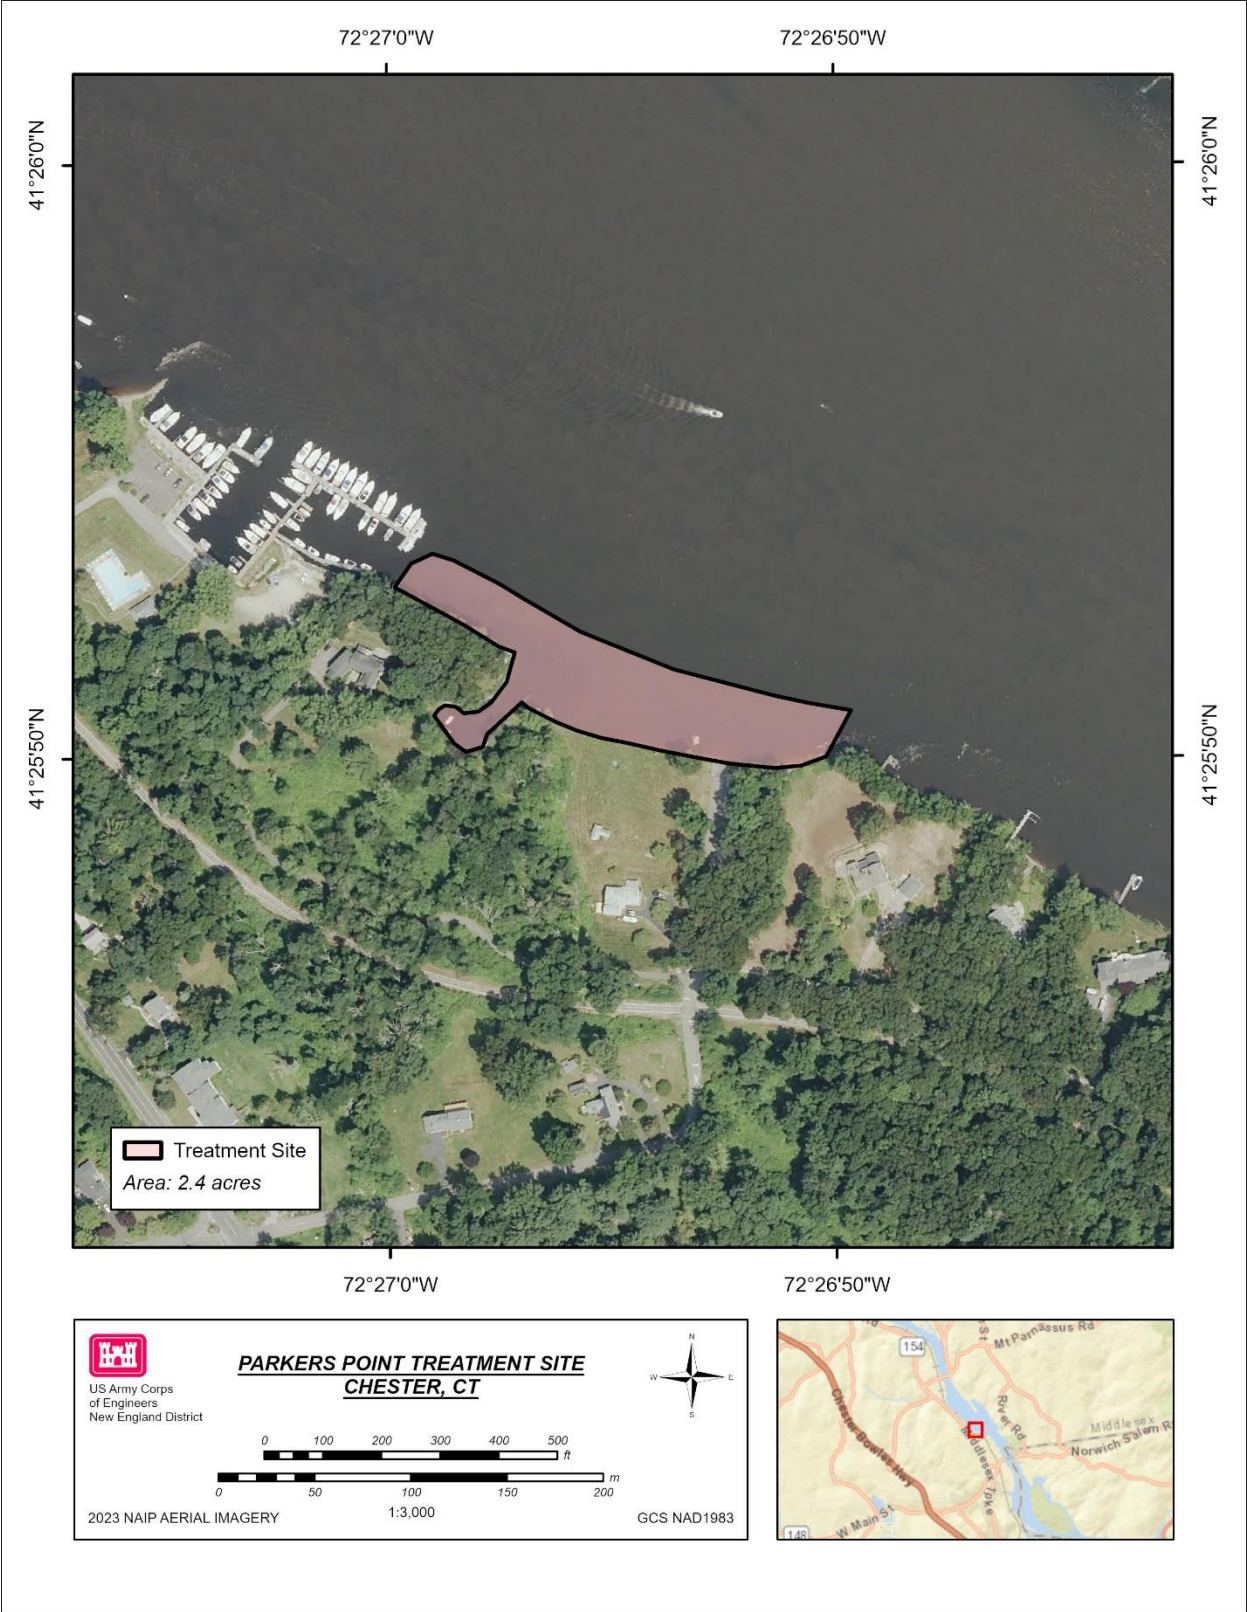 72°27'0"W
72°26'50"W
41°26'0"N
41°26'0"N
41°25'50"N
41°25'50"N
Treatment Site
Area: 2.4 acres
72°27'0"W
72°26'50"W
US Army Corps
of Engineers
New England District
PARKERS POINT TREATMENT SITE
CHESTER, CT
N
W
E
S
0 100 200 300 400 500
ft
m
0 50 100 150 200
1:3,000
2023 NAIP AERIAL IMAGERY
GCS NAD1983
Rd
154
St
Mt Parnassus Rd
Chester Bowles Hwy
River Rd
Middlesex
Norwich Salem R
Middlesex Tpke
W Main St
148